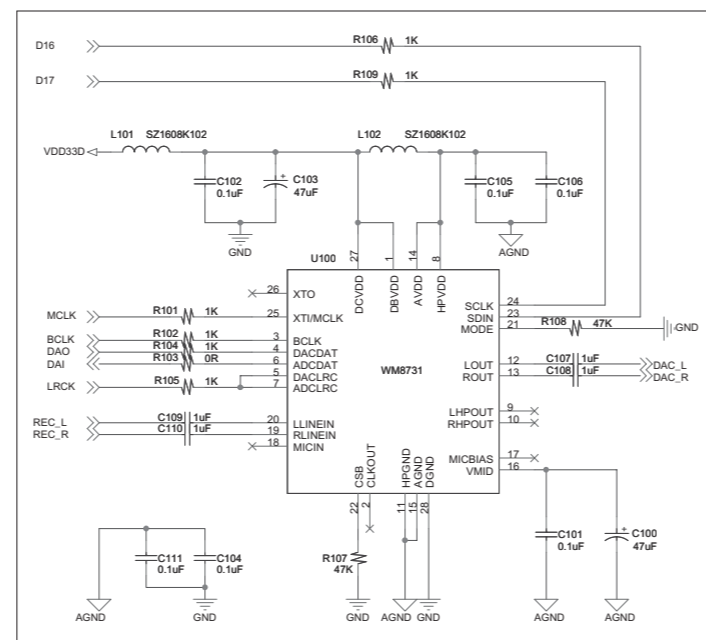 D16
R106 1K
D17
R109 1K
L101 SZ1608K102
L102 SZ1608K102
VDD33D
C102
0.1uF
+ C103
47uF
C105
0.1uF
C106
0.1uF
GND
AGND
U100
27
1
14
8
DCVDD
DBVDD
AVDD
HPVDD
26 XTO
MCLK R101 1K 25 XTI/MCLK
BCLK R102 1K 3 BCLK
DAO R104 1K 4 DACDAT
DAI R103 0R 6 ADCDAT
5 DACLRC
LRCK R105 1K 7 ADCLRC
REC_L C109 1uF 20 LLINEIN
REC_R C110 1uF 19 RLINEIN
18 MICIN
WM8731
SCLK 24
SDIN 23
MODE 21 R108 47K GND
LOUT 12 C107 1uF DAC_L
ROUT 13 C108 1uF DAC_R
LHPOUT 9
RHPOUT 10
MICBIAS 17
VMID 16
CSB
CLKOUT
HPGND
AGND
DGND
22
2
11
15
28
R107
47K
GND
AGND
GND
C111
0.1uF
C104
0.1uF
AGND
GND
C101
0.1uF
+ C100
47uF
AGND
AGND